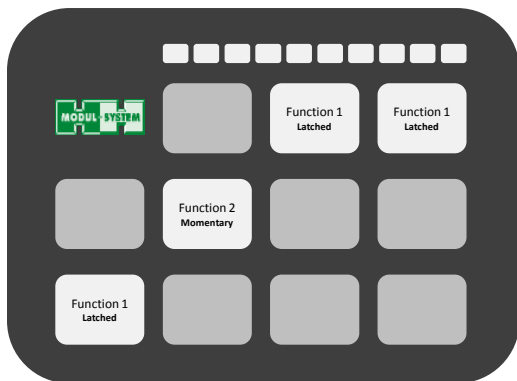 MODUL-SYSTEM
Function 1
Latched
Function 1
Latched
Function 2
Momentary
Function 1
Latched